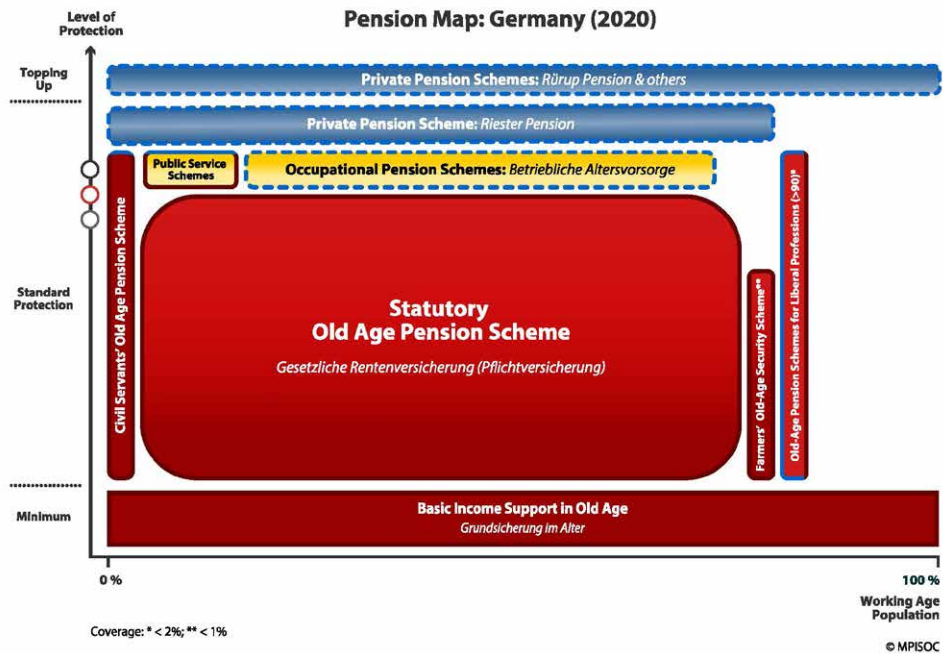 Pension Map: Germany (2020)
Level of
Protection
Topping
Up
Private Pension Schemes: Rürup Pension & others
Private Pension Scheme: Riester Pension
Public Service
Schemes
Occupational Pension Schemes: Betriebliche Altersvorsorge
Civil Servants' Old Age Pension Scheme
Standard
Protection
Statutory
Old Age Pension Scheme
Gesetzliche Rentenversicherung (Pflichtversicherung)
Farmers' Old-Age Security Scheme**
Old-Age Pension Schemes for Liberal Professions (>90)*
Minimum
Basic Income Support in Old Age
Grundsicherung im Alter
0 %
100 %
Working Age
Population
Coverage: * < 2%; ** < 1%
© MPISOC